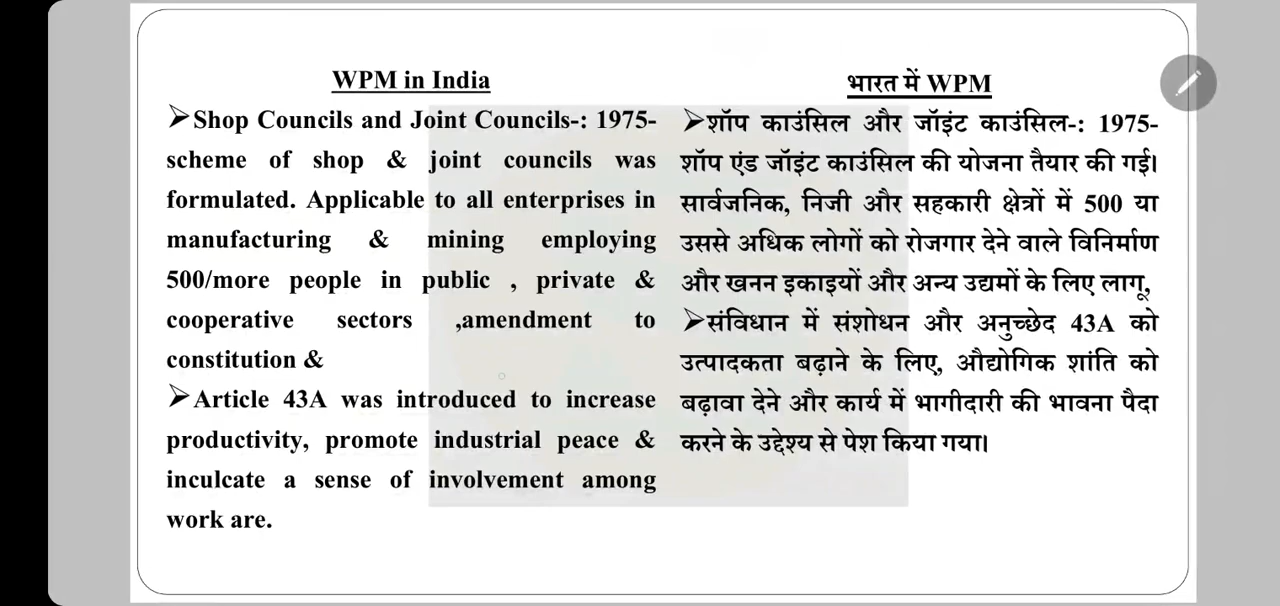 WPM in India
➢Shop Councils and Joint Councils-: 1975-
scheme of shop & joint councils was
formulated. Applicable to all enterprises in
manufacturing & mining employing
500/more people in public , private &
cooperative sectors ,amendment to
constitution &
➢Article 43A was introduced to increase
productivity, promote industrial peace &
inculcate a sense of involvement among
work are.
भारत में WPM
➢शॉप काउंसिल और जॉइंट काउंसिल-: 1975-
शॉप एंड जॉइंट काउंसिल की योजना तैयार की गई।
सार्वजनिक, निजी और सहकारी क्षेत्रों में 500 या
उससे अधिक लोगों को रोजगार देने वाले विनिर्माण
और खनन इकाइयों और अन्य उद्यमों के लिए लागू,
➢संविधान में संशोधन और अनुच्छेद 43A को
उत्पादकता बढ़ाने के लिए, औद्योगिक शांति को
बढ़ावा देने और कार्य में भागीदारी की भावना पैदा
करने के उद्देश्य से पेश किया गया।